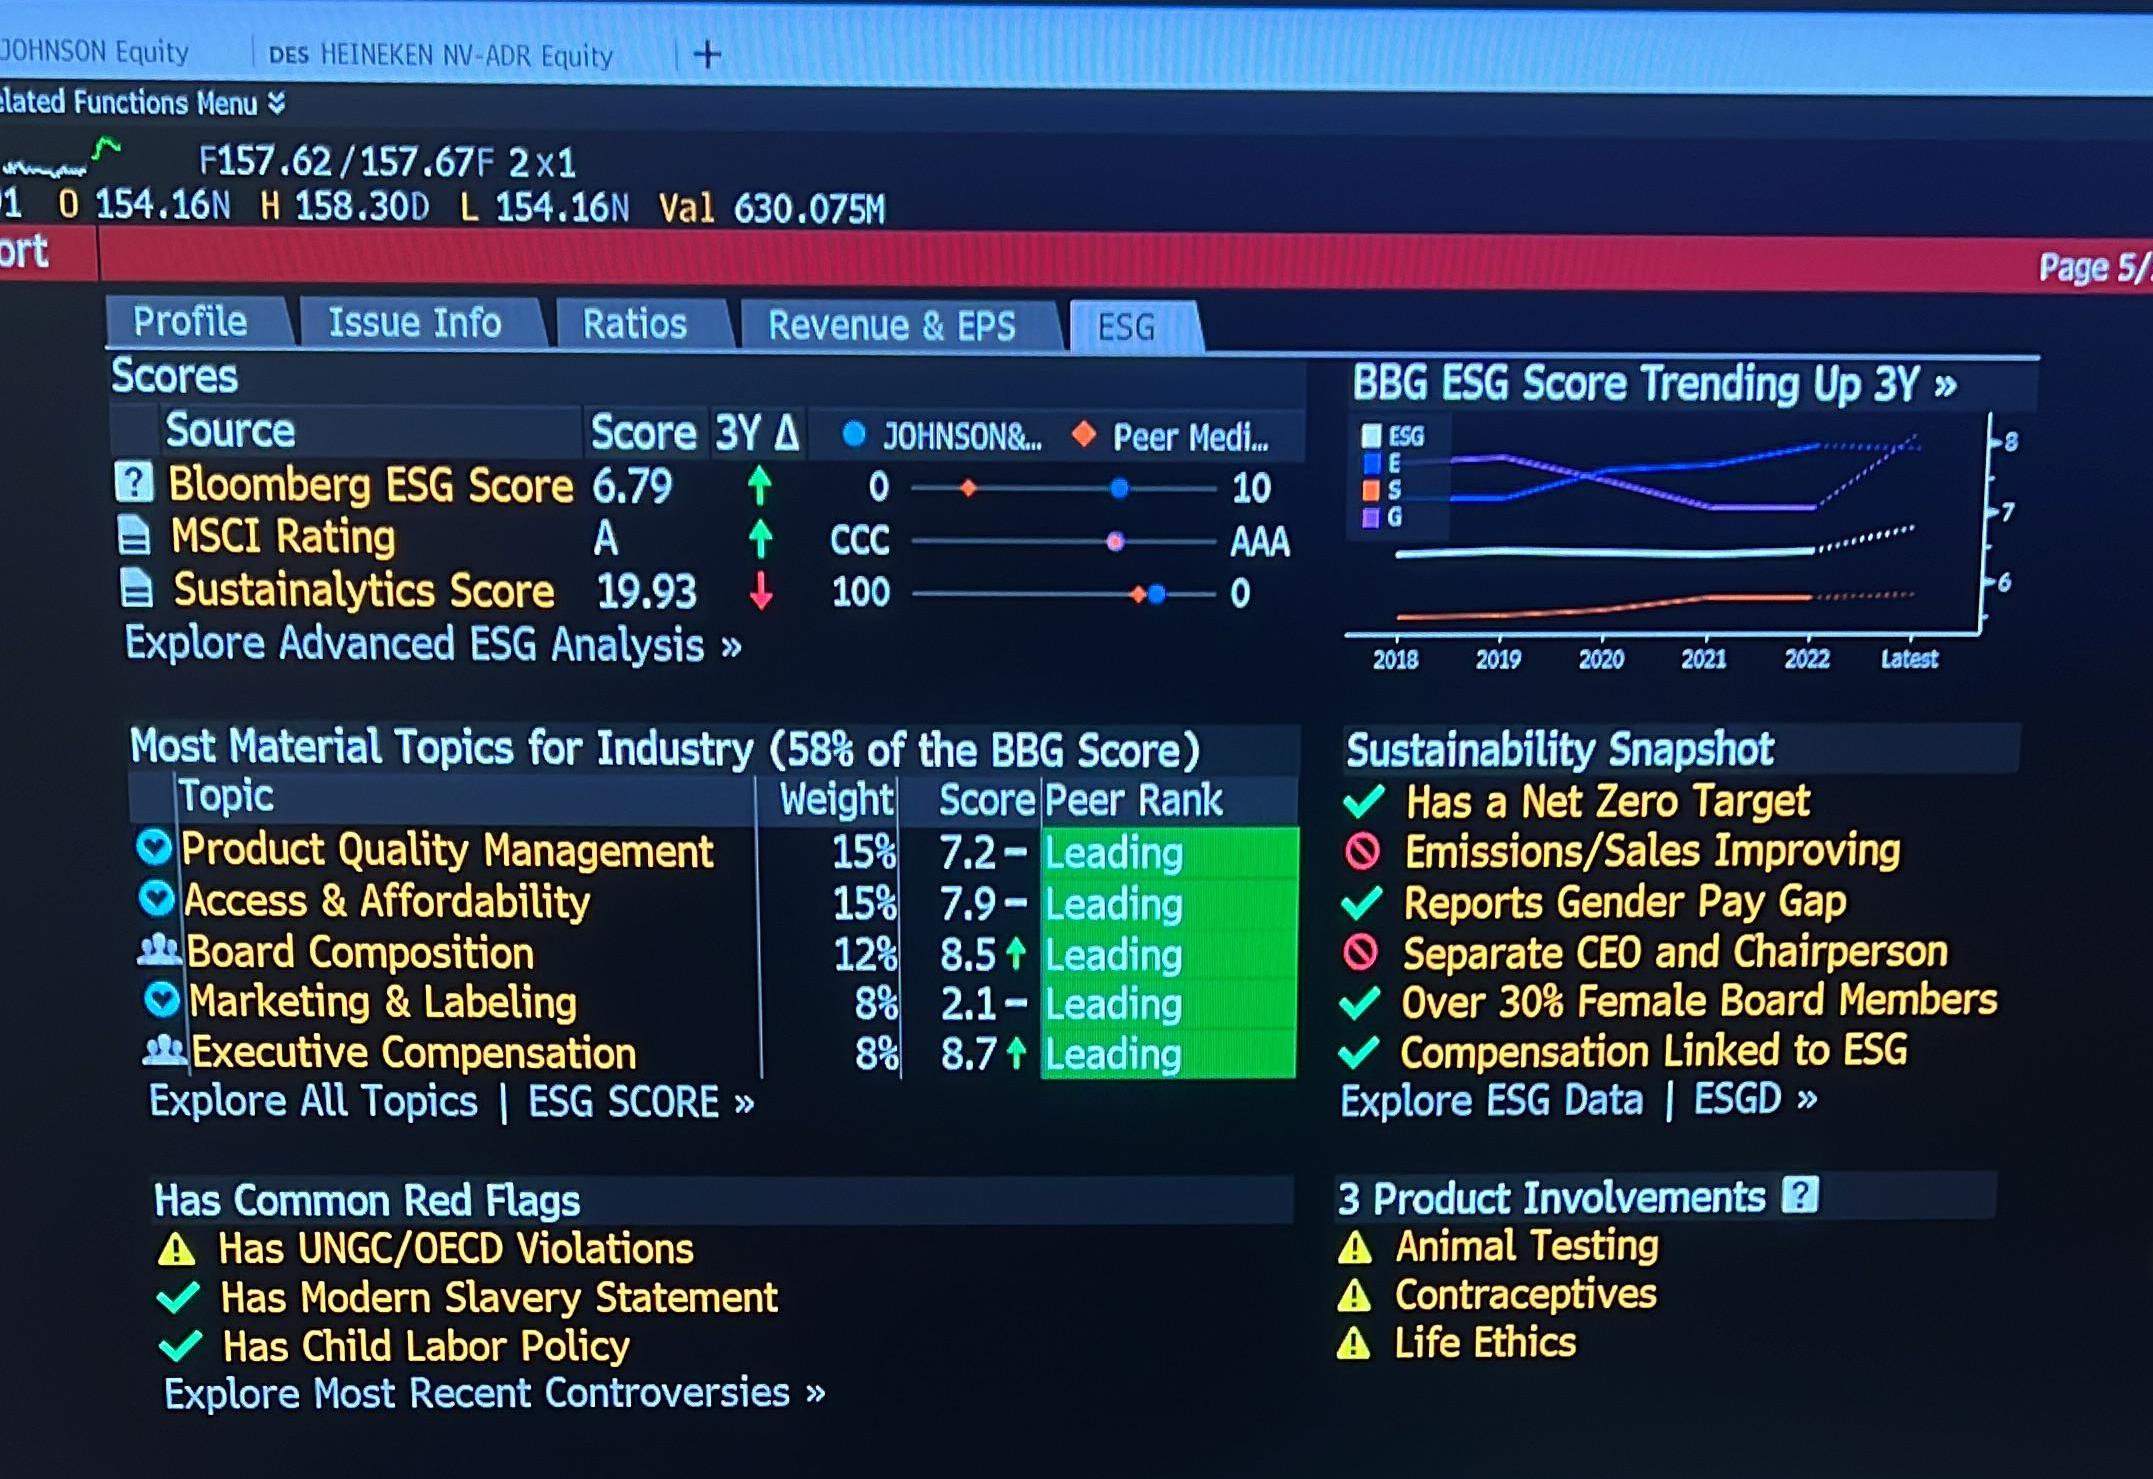 JOHNSON Equity DES HEINEKEN NV-ADR Equity +
lated Functions Menu
F157.62/157.67F 2x1
1 O 154.16N H 158.30D L 154.16N Val 630.075M
ort Page 5/
Profile Issue Info Ratios Revenue & EPS ESG
Scores
Source Score 3Y Δ JOHNSON&... Peer Medi...
? Bloomberg ESG Score 6.79 0 10
MSCI Rating A CCC AAA
Sustainalytics Score 19.93 100 0
Explore Advanced ESG Analysis »
BBG ESG Score Trending Up 3Y »
ESG
E
S
G
8
7
6
2018 2019 2020 2021 2022 Latest
Most Material Topics for Industry (58% of the BBG Score)
Topic Weight Score Peer Rank
Product Quality Management 15% 7.2 – Leading
Access & Affordability 15% 7.9 – Leading
Board Composition 12% 8.5 Leading
Marketing & Labeling 8% 2.1 – Leading
Executive Compensation 8% 8.7 Leading
Explore All Topics | ESG SCORE »
Sustainability Snapshot
Has a Net Zero Target
Emissions/Sales Improving
Reports Gender Pay Gap
Separate CEO and Chairperson
Over 30% Female Board Members
Compensation Linked to ESG
Explore ESG Data | ESGD »
Has Common Red Flags
Has UNGC/OECD Violations
Has Modern Slavery Statement
Has Child Labor Policy
Explore Most Recent Controversies »
3 Product Involvements ?
Animal Testing
Contraceptives
Life Ethics